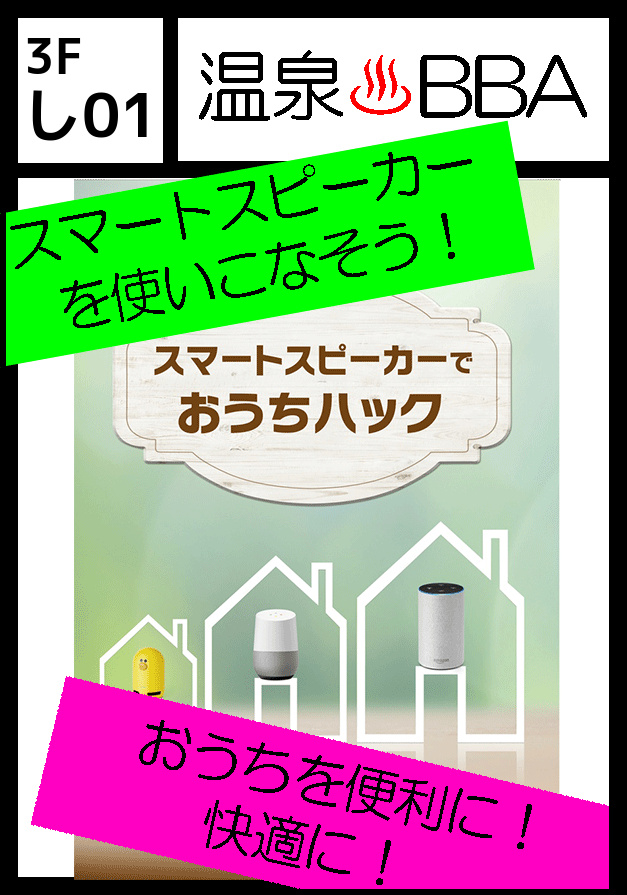 3F
し01
温泉♨BBA
スマートスピーカー
を使いこなそう！
スマートスピーカーで
おうちハック
おうちを便利に！
快適に！